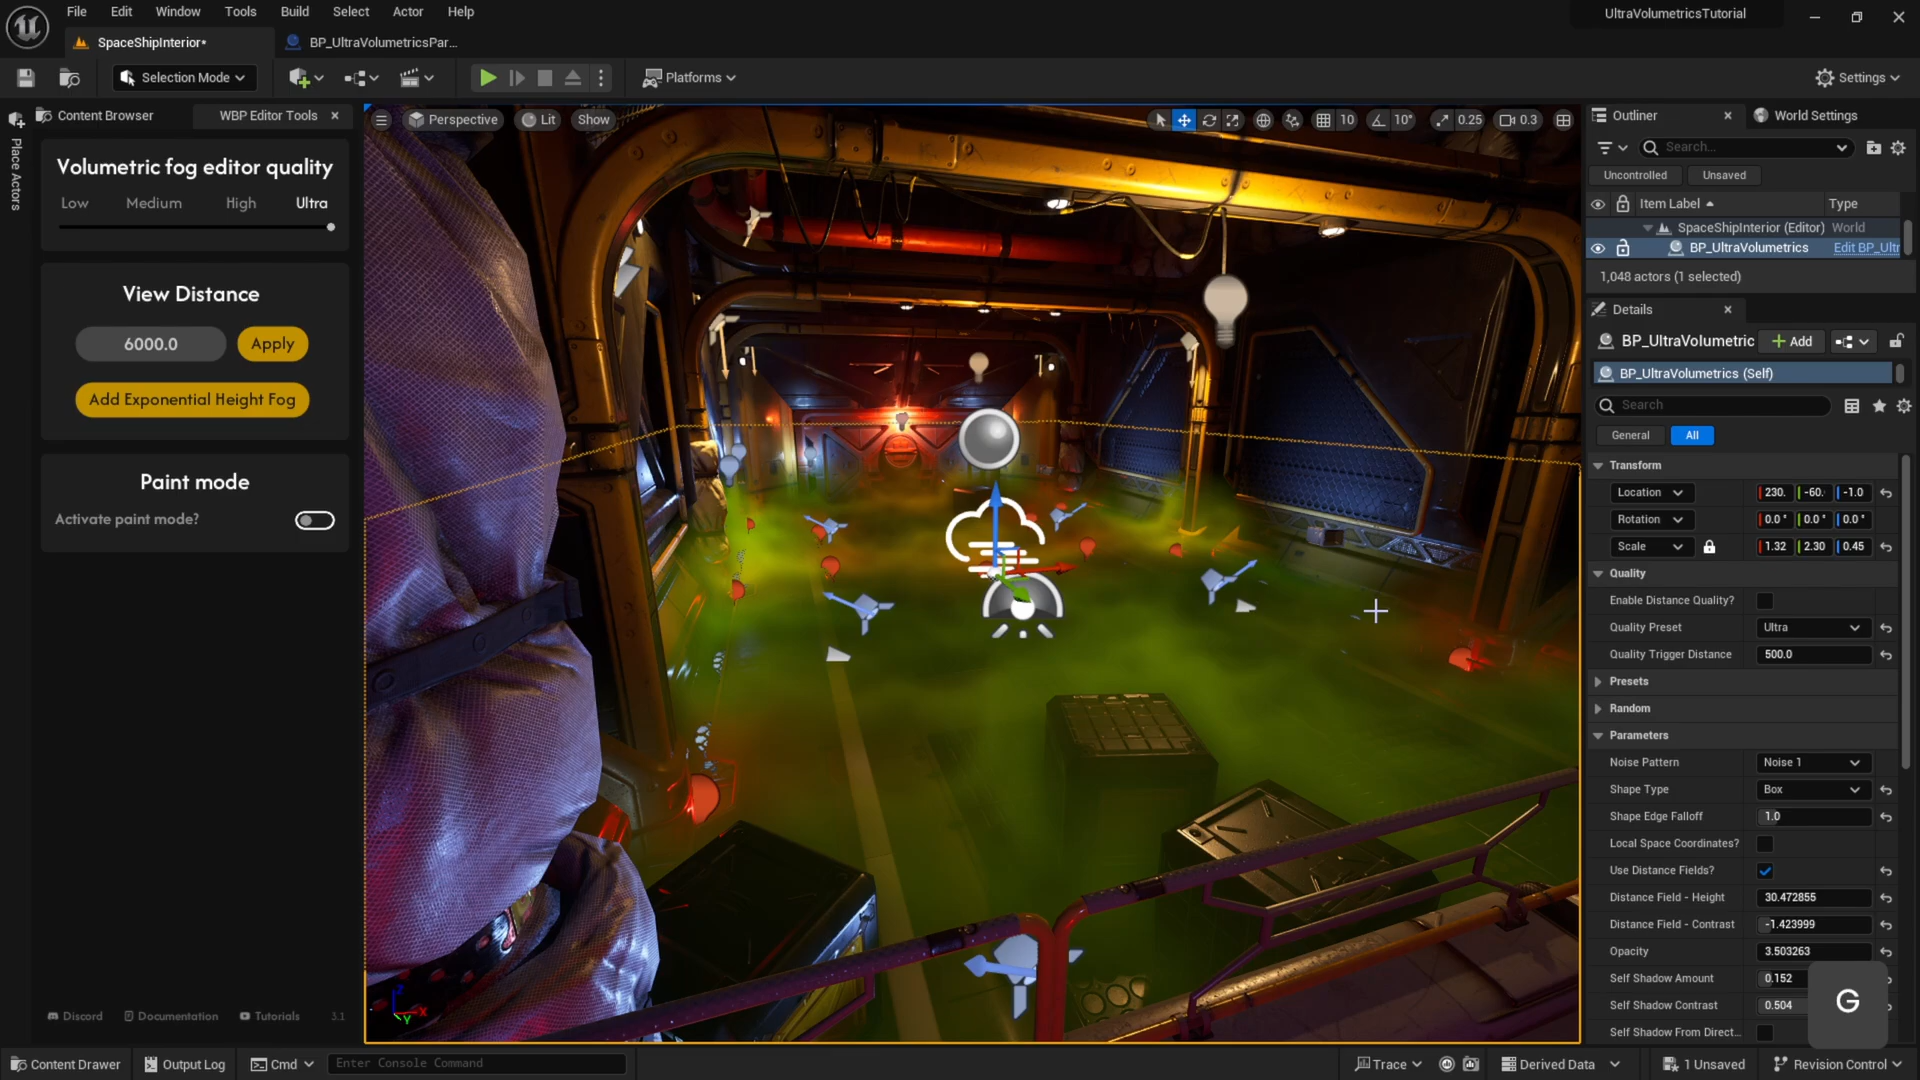 File Edit Window Tools Build Select Actor Help
UltraVolumetricsTutorial
SpaceShipInterior*
BP_UltraVolumetricsPar...
Selection Mode
Platforms
Settings
Place Actors
Content Browser
WBP Editor Tools
Volumetric fog editor quality
Low Medium High Ultra
View Distance
6000.0 Apply
Add Exponential Height Fog
Paint mode
Activate paint mode?
Discord Documentation Tutorials 3.1
Perspective Lit Show
10 10° 0.25 0.3
Z
X
Y
Outliner
World Settings
Search...
Uncontrolled Unsaved
Item Label Type
SpaceShipInterior (Editor) World
BP_UltraVolumetrics Edit BP_Ultr
1,048 actors (1 selected)
Details
BP_UltraVolumetric Add
BP_UltraVolumetrics (Self)
Search
General All
Transform
Location 230. -60. -1.0
Rotation 0.0° 0.0° 0.0°
Scale 1.32 2.30 0.45
Quality
Enable Distance Quality?
Quality Preset Ultra
Quality Trigger Distance 500.0
Presets
Random
Parameters
Noise Pattern Noise 1
Shape Type Box
Shape Edge Falloff 1.0
Local Space Coordinates?
Use Distance Fields?
Distance Field - Height 30.472855
Distance Field - Contrast -1.423999
Opacity 3.503263
Self Shadow Amount 0.152
Self Shadow Contrast 0.504
Self Shadow From Direct...
G
Content Drawer Output Log Cmd Enter Console Command
Trace Derived Data 1 Unsaved Revision Control